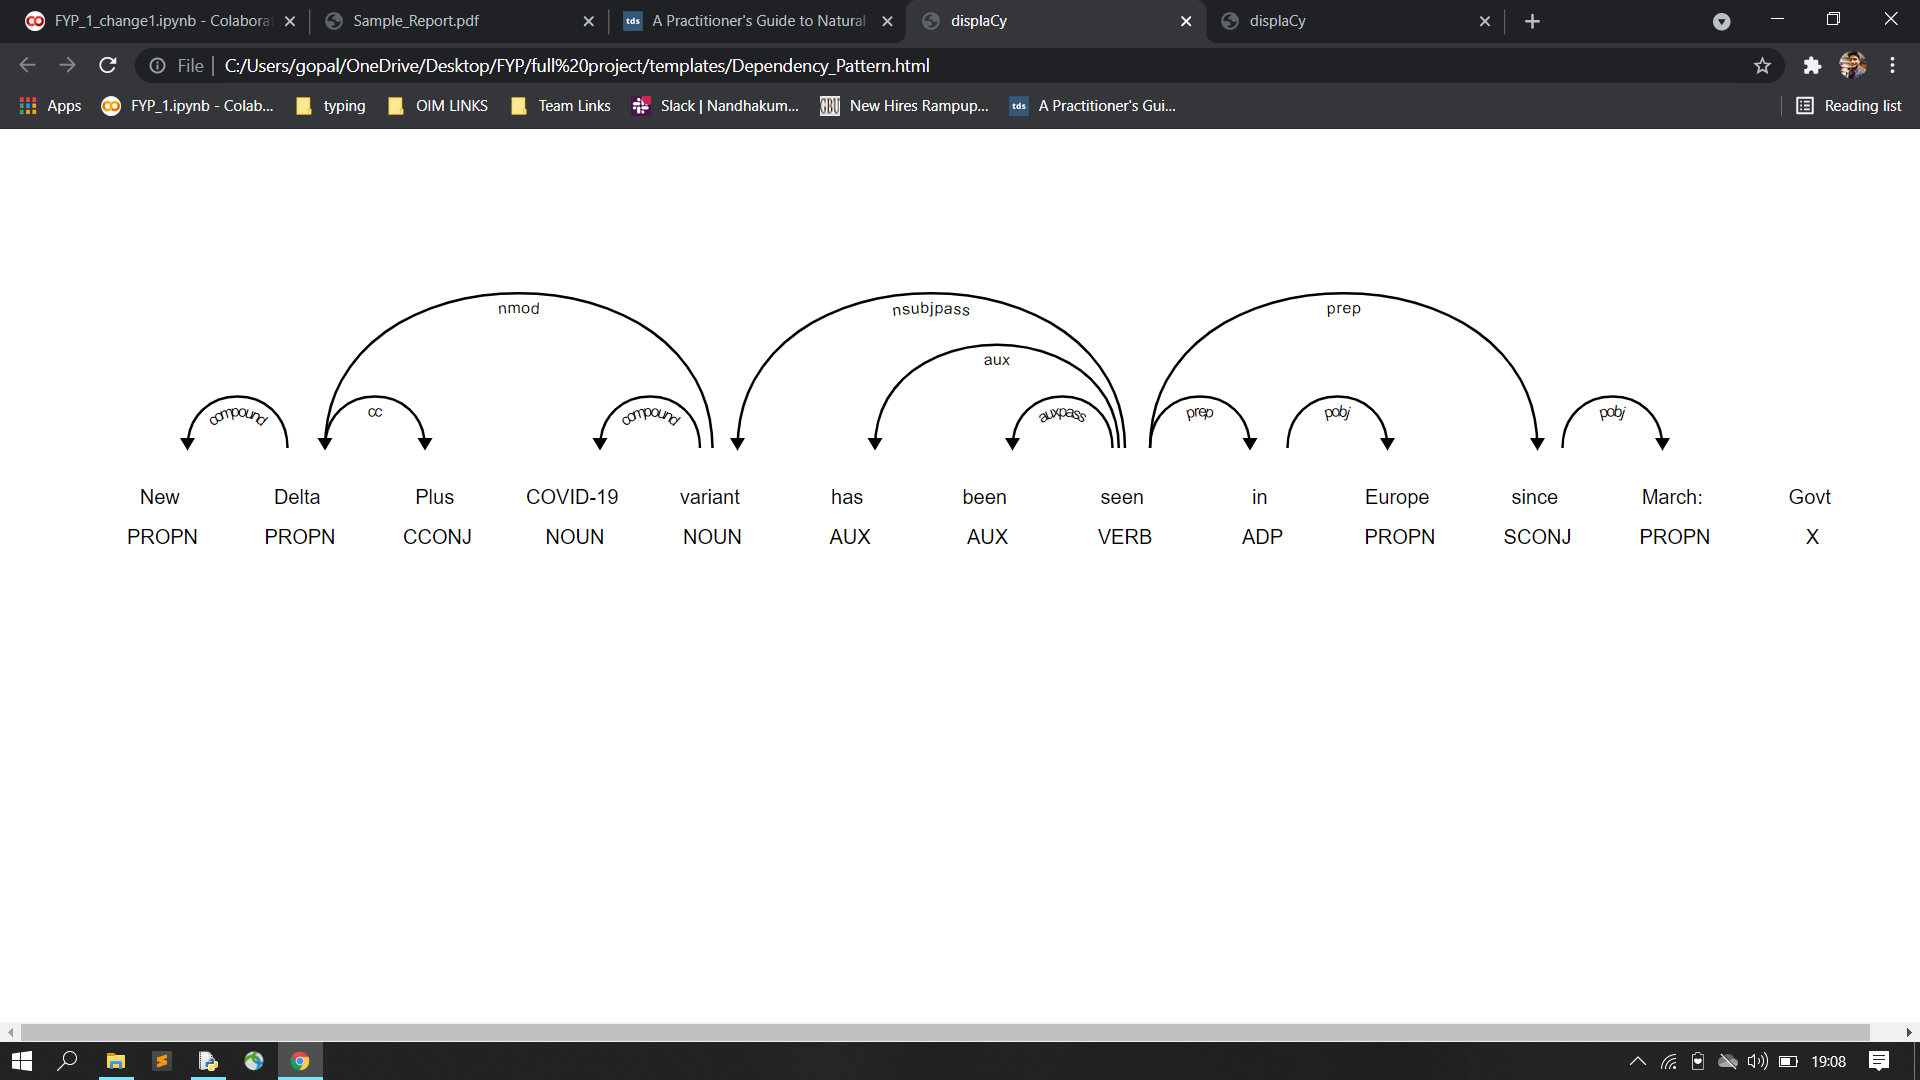 FYP_1_change1.ipynb - Colabora
Sample_Report.pdf
tds A Practitioner's Guide to Natural
displaCy
displaCy
File C:/Users/gopal/OneDrive/Desktop/FYP/full%20project/templates/Dependency_Pattern.html
Apps FYP_1.ipynb - Colab... typing OIM LINKS Team Links Slack | Nandhakum... GBU New Hires Rampup... tds A Practitioner's Gui... Reading list
nmod nsubjpass prep
aux
compound cc compound auxpass prep pobj pobj
New Delta Plus COVID-19 variant has been seen in Europe since March: Govt
PROPN PROPN CCONJ NOUN NOUN AUX AUX VERB ADP PROPN SCONJ PROPN X
19:08